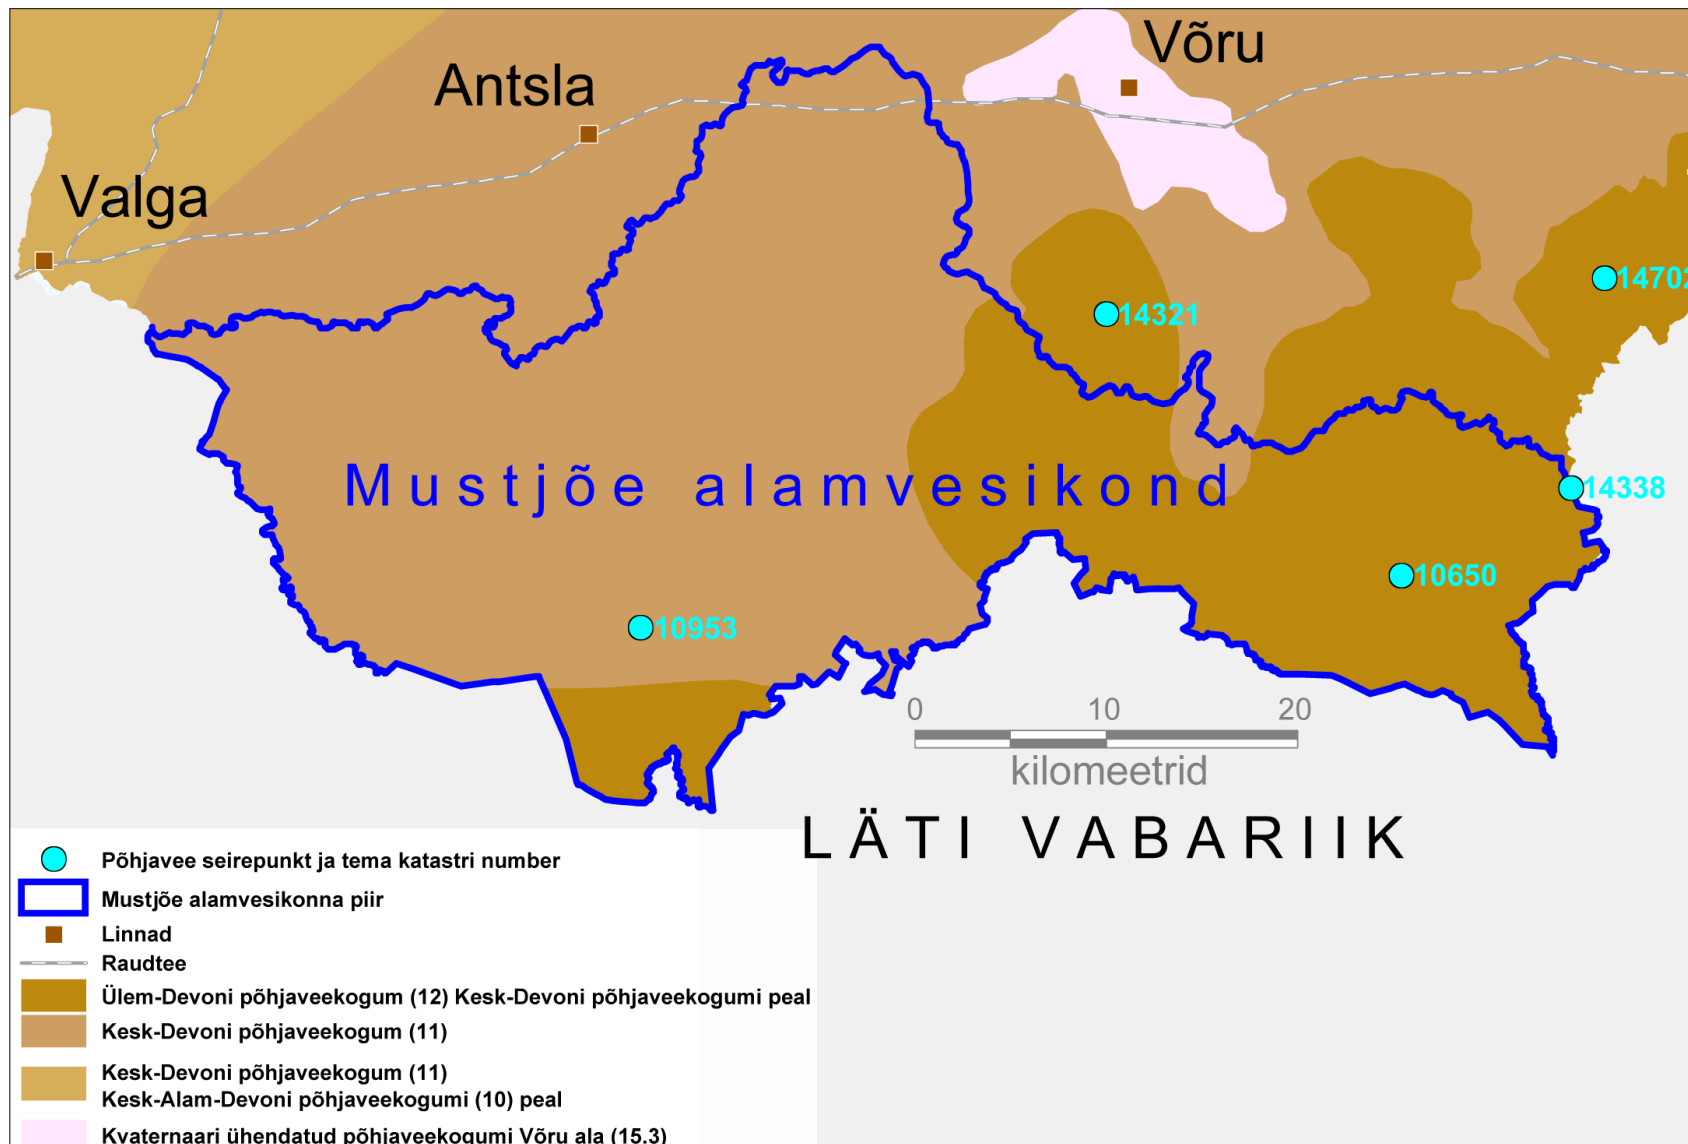 Võru
Antsla
Valga
14702
14321
Mustjõe alamvesikond
14338
10650
10953
0 10 20
kilomeetrid
LÄTI VABARIIK
Põhjavee seirepunkt ja tema katastri number
Mustjõe alamvesikonna piir
Linnad
Raudtee
Ülem-Devoni põhjaveekogum (12) Kesk-Devoni põhjaveekogumi peal
Kesk-Devoni põhjaveekogum (11)
Kesk-Devoni põhjaveekogum (11)
Kesk-Alam-Devoni põhjaveekogumi (10) peal
Kvaternaari ühendatud põhjaveekogumi Võru ala (15.3)